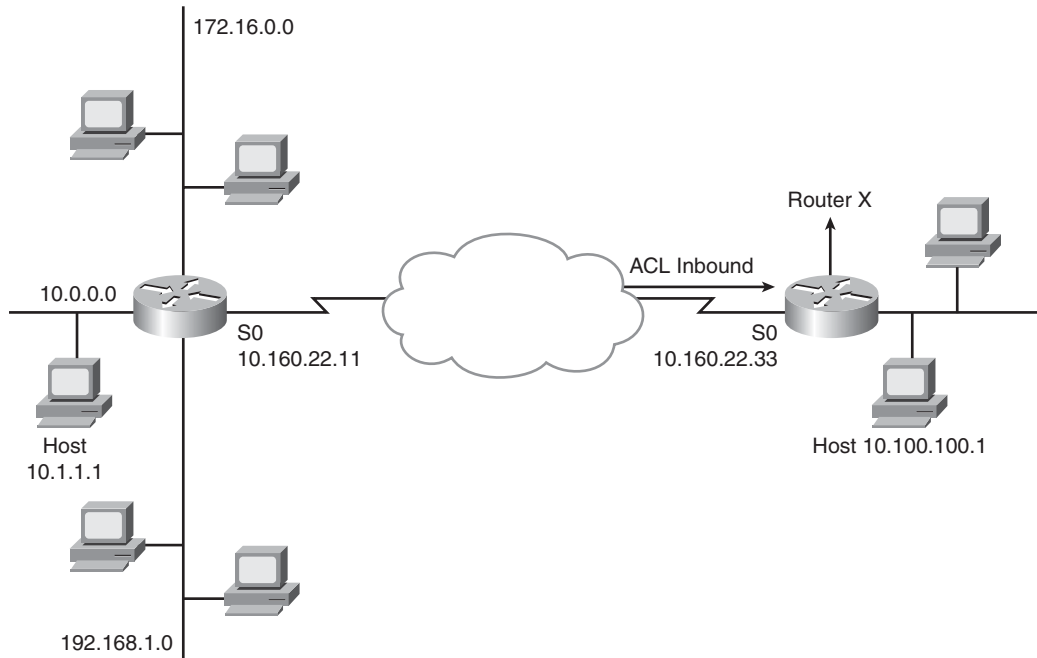 172.16.0.0
Router X
ACL Inbound
10.0.0.0
S0
10.160.22.11
S0
10.160.22.33
Host
10.1.1.1
Host 10.100.100.1
192.168.1.0